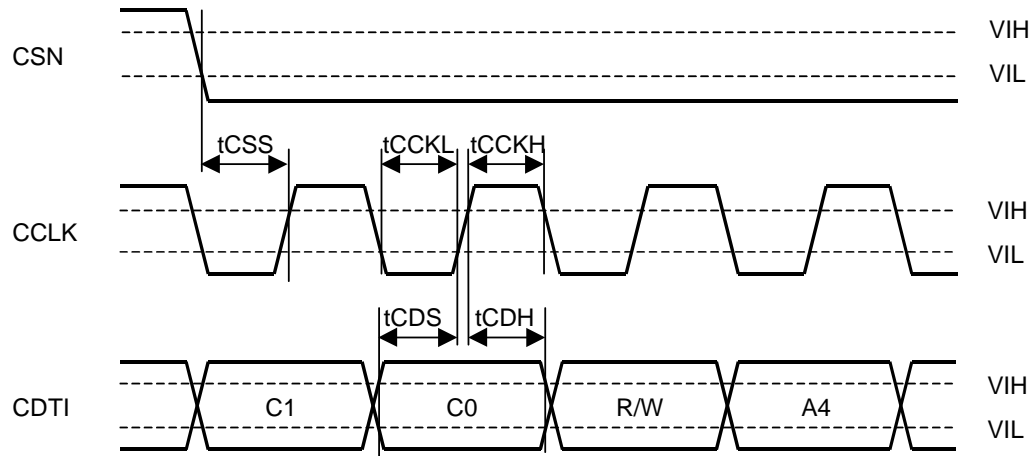 CSN
VIH
VIL
tCSS
tCCKL
tCCKH
CCLK
VIH
VIL
tCDS
tCDH
CDTI
C1
C0
R/W
A4
VIH
VIL